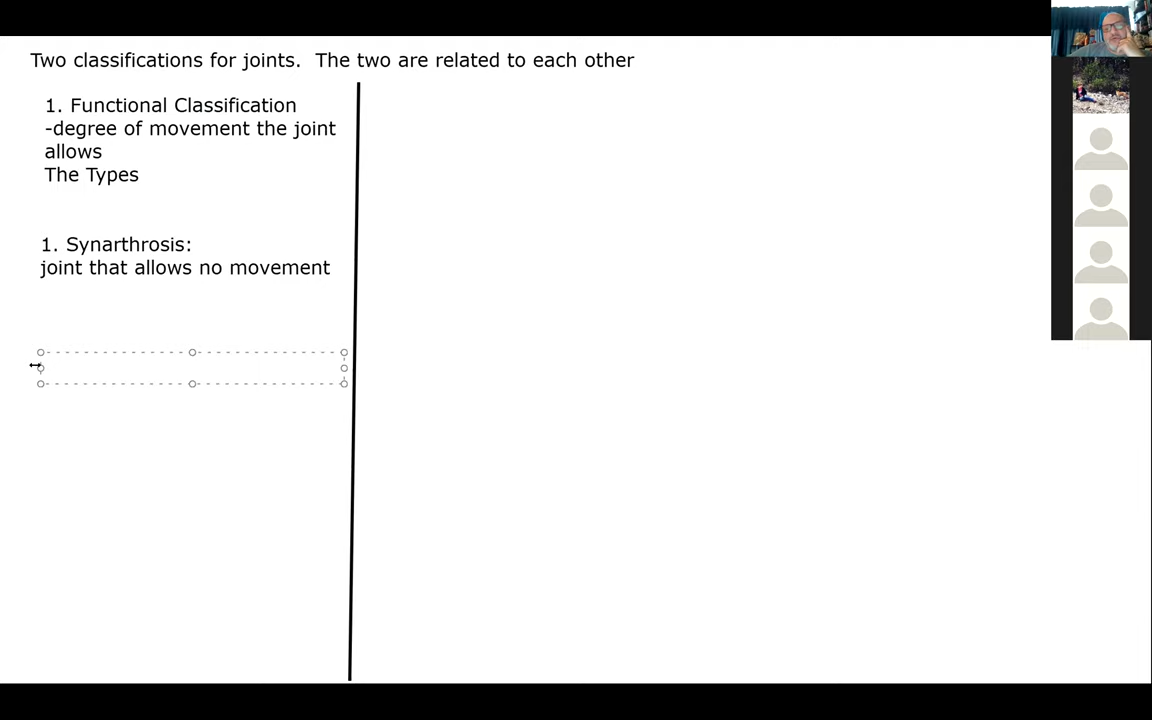 Two classifications for joints.  The two are related to each other
1. Functional Classification
-degree of movement the joint
allows
The Types
1. Synarthrosis:
joint that allows no movement